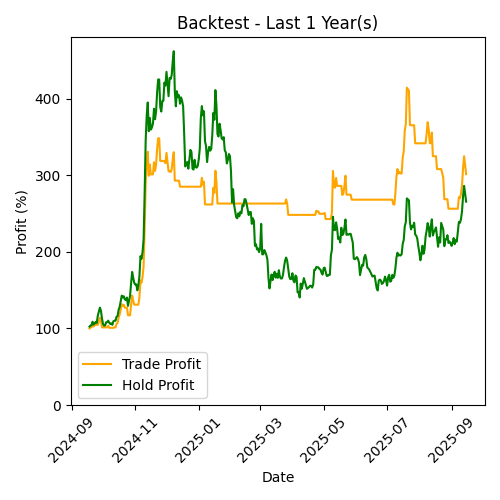 Backtest - Last 1 Year(s)
Profit (%)
400
300
200
100
0
Trade Profit
Hold Profit
2024-09
2024-11
2025-01
2025-03
2025-05
2025-07
2025-09
Date